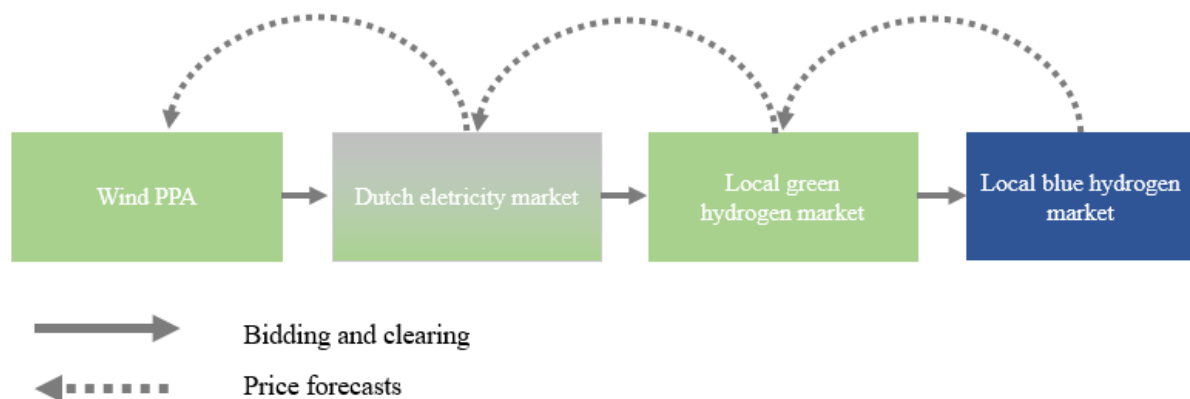 Wind PPA
Dutch eletricity market
Local green
hydrogen market
Local blue hydrogen
market
Bidding and clearing
Price forecasts